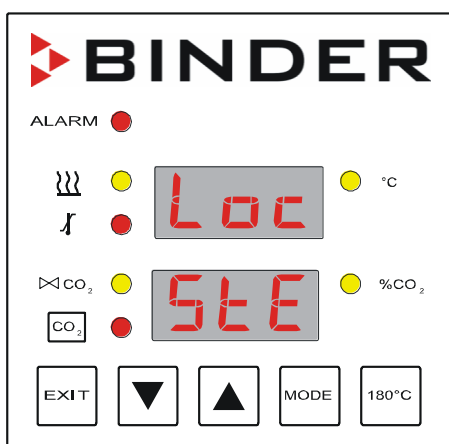 BINDER
ALARM
Loc °C
CO₂ StE %CO₂
CO₂
EXIT MODE 180°C